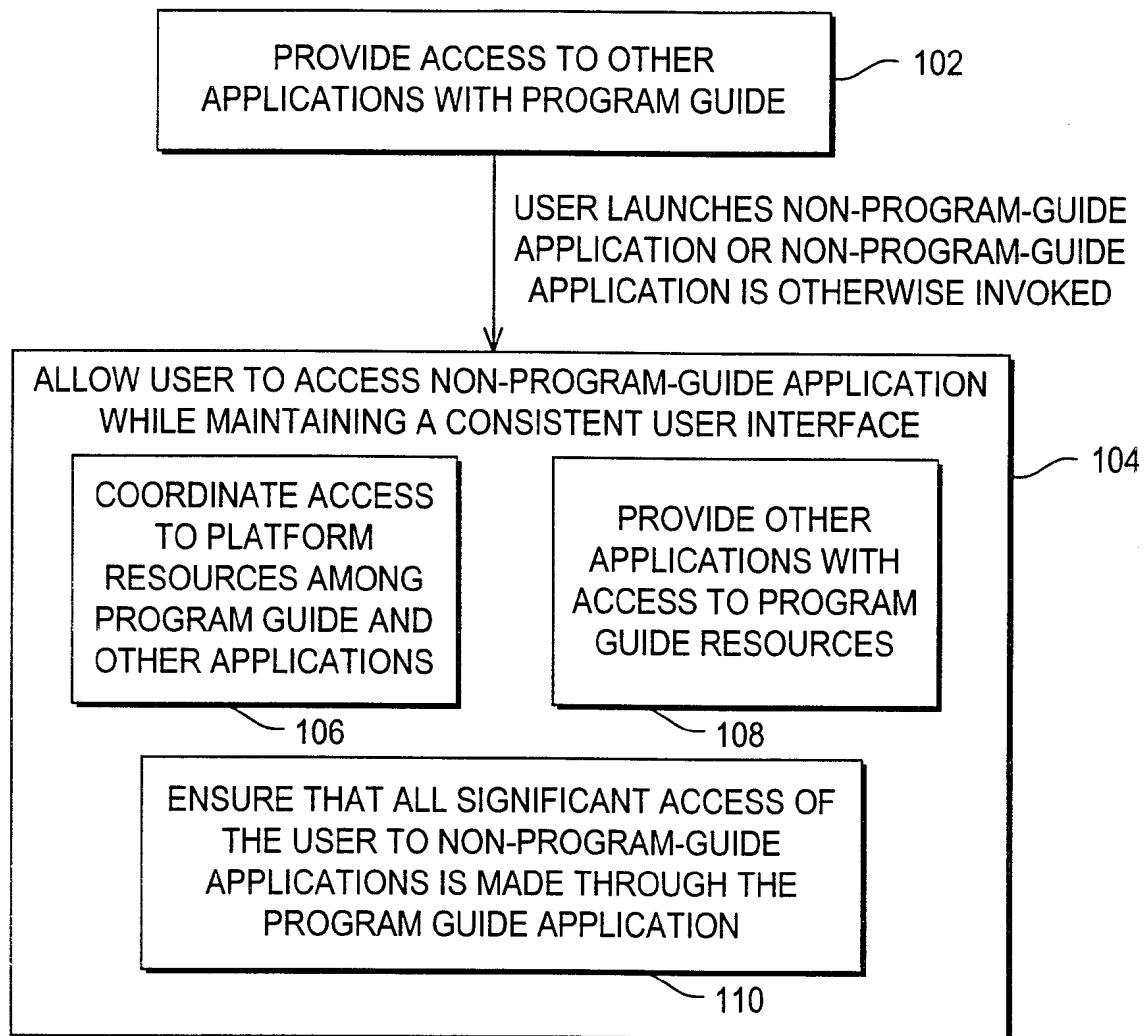 PROVIDE ACCESS TO OTHER
APPLICATIONS WITH PROGRAM GUIDE
102
USER LAUNCHES NON-PROGRAM-GUIDE
APPLICATION OR NON-PROGRAM-GUIDE
APPLICATION IS OTHERWISE INVOKED
ALLOW USER TO ACCESS NON-PROGRAM-GUIDE APPLICATION
WHILE MAINTAINING A CONSISTENT USER INTERFACE
104
COORDINATE ACCESS
TO PLATFORM
RESOURCES AMONG
PROGRAM GUIDE AND
OTHER APPLICATIONS
106
PROVIDE OTHER
APPLICATIONS WITH
ACCESS TO PROGRAM
GUIDE RESOURCES
108
ENSURE THAT ALL SIGNIFICANT ACCESS OF
THE USER TO NON-PROGRAM-GUIDE
APPLICATIONS IS MADE THROUGH THE
PROGRAM GUIDE APPLICATION
110